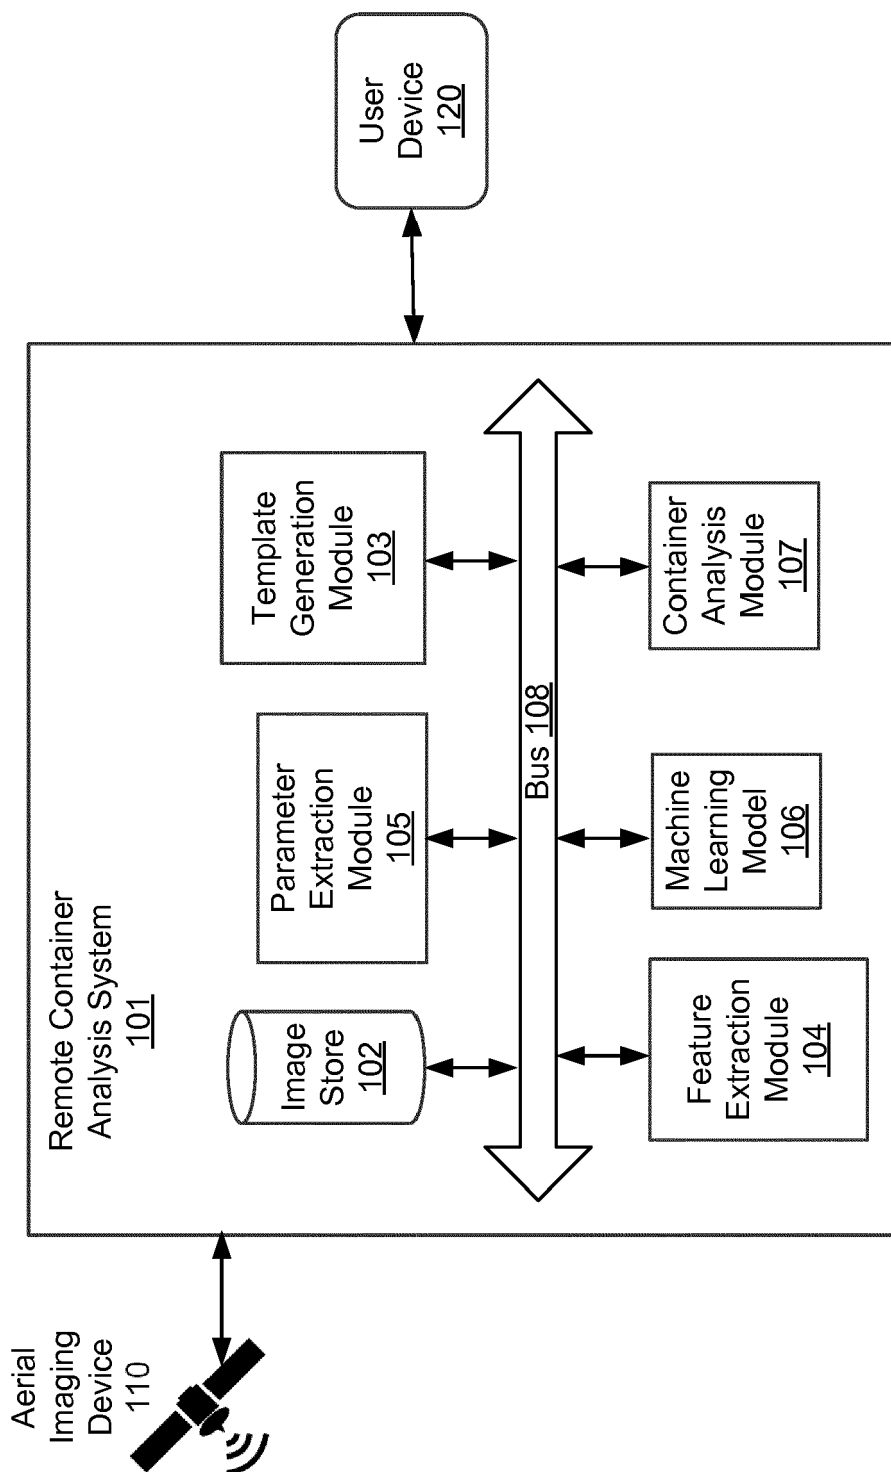 Aerial
Imaging
Device
110
Remote Container
Analysis System
101
Image
Store
102
Parameter
Extraction
Module
105
Template
Generation
Module
103
Bus 108
Feature
Extraction
Module
104
Machine
Learning
Model
106
Container
Analysis
Module
107
User
Device
120